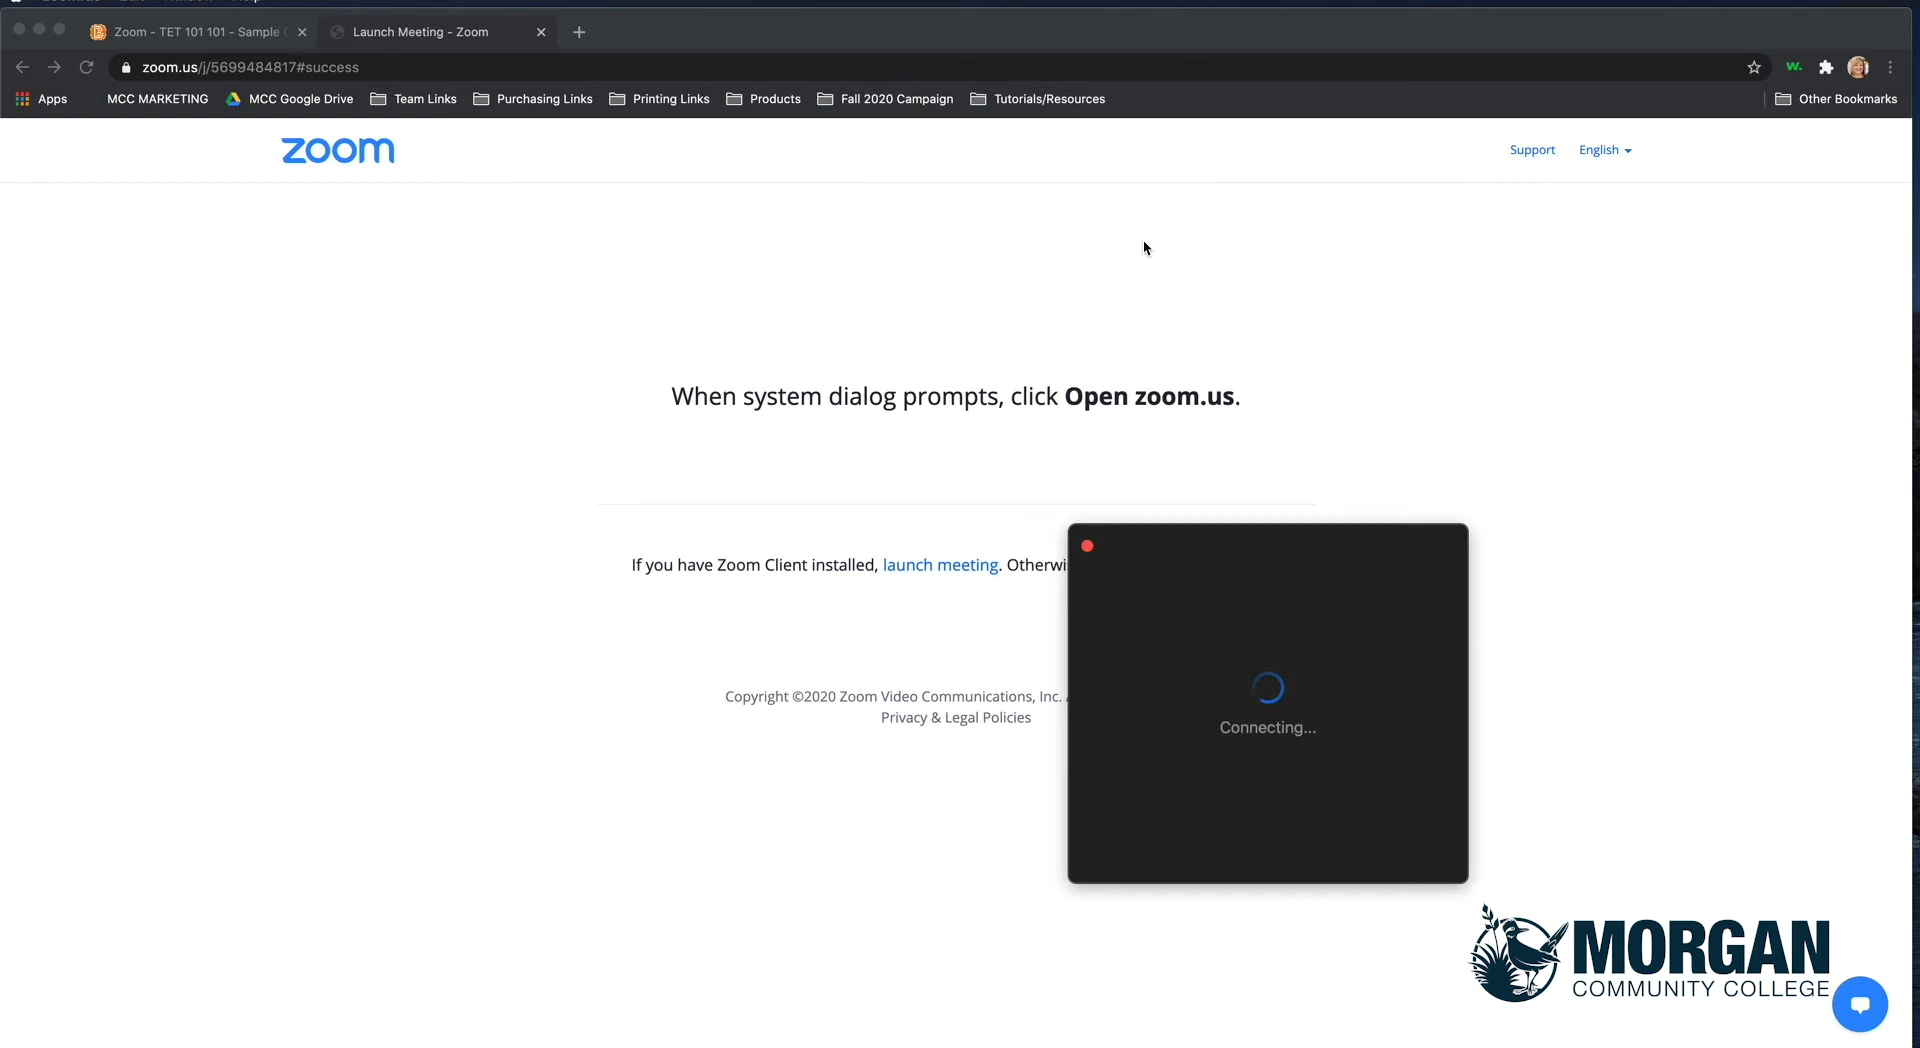 Zoom - TET 101 101 - Sample
Launch Meeting - Zoom
zoom.us/j/5699484817#success
W.
Apps
MCC MARKETING
MCC Google Drive
Team Links
Purchasing Links
Printing Links
Products
Fall 2020 Campaign
Tutorials/Resources
Other Bookmarks
zoom
Support
English
When system dialog prompts, click Open zoom.us.
If you have Zoom Client installed, launch meeting.
Connecting...
Copyright ©2020 Zoom Video Communications, Inc.
Privacy & Legal Policies
MORGAN
COMMUNITY COLLEGE